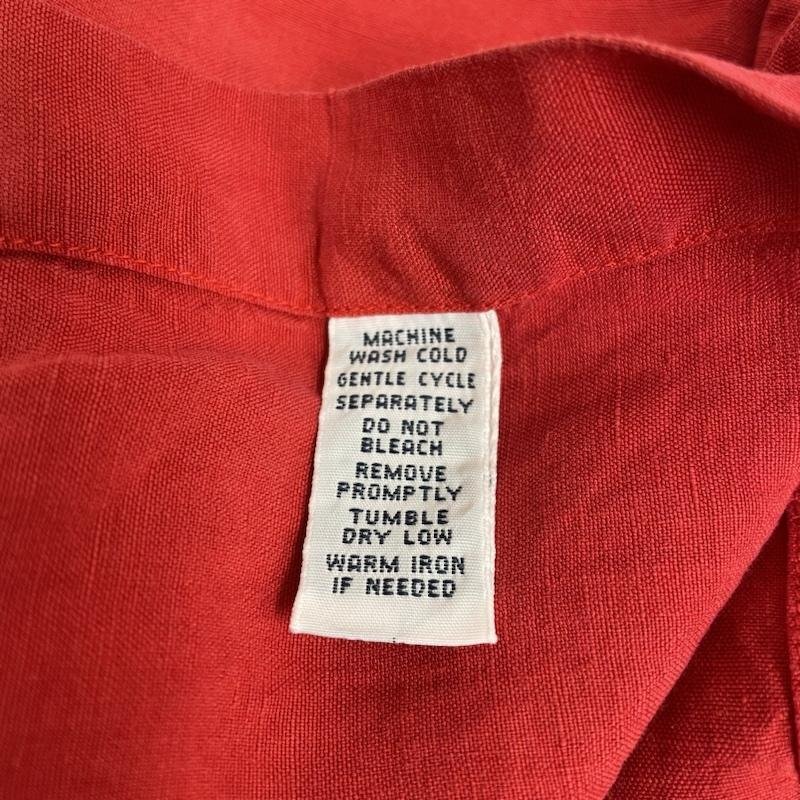 MACHINE
WASH COLD
GENTLE CYCLE
SEPARATELY
DO NOT
BLEACH
REMOVE
PROMPTLY
TUMBLE
DRY LOW
WARM IRON
IF NEEDED